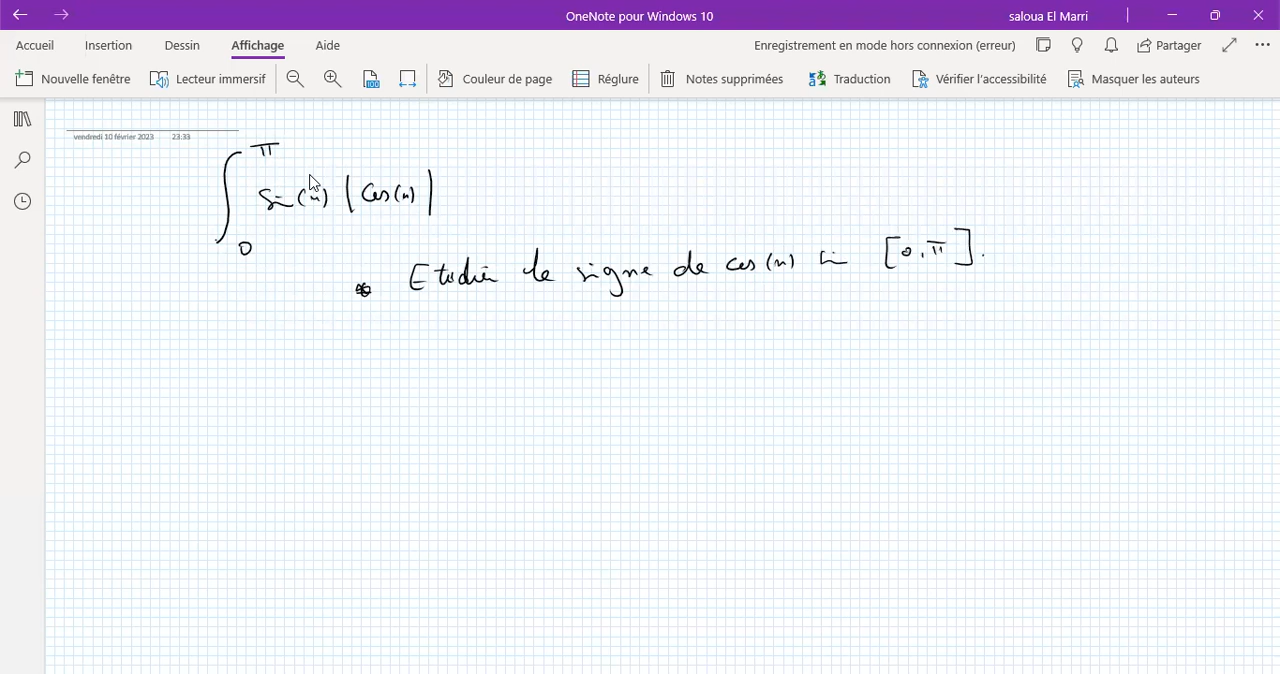 OneNote pour Windows 10
saloua El Marri
Accueil Insertion Dessin Affichage Aide
Enregistrement en mode hors connexion (erreur) Partager
Nouvelle fenêtre Lecteur immersif 100 Couleur de page Réglure Notes supprimées Traduction Vérifier l'accessibilité Masquer les auteurs
vendredi 10 février 2023 23:33
∫₀^π sin(x) |cos(x)|
* Etudier le signe de cos(x) sur [0,π].